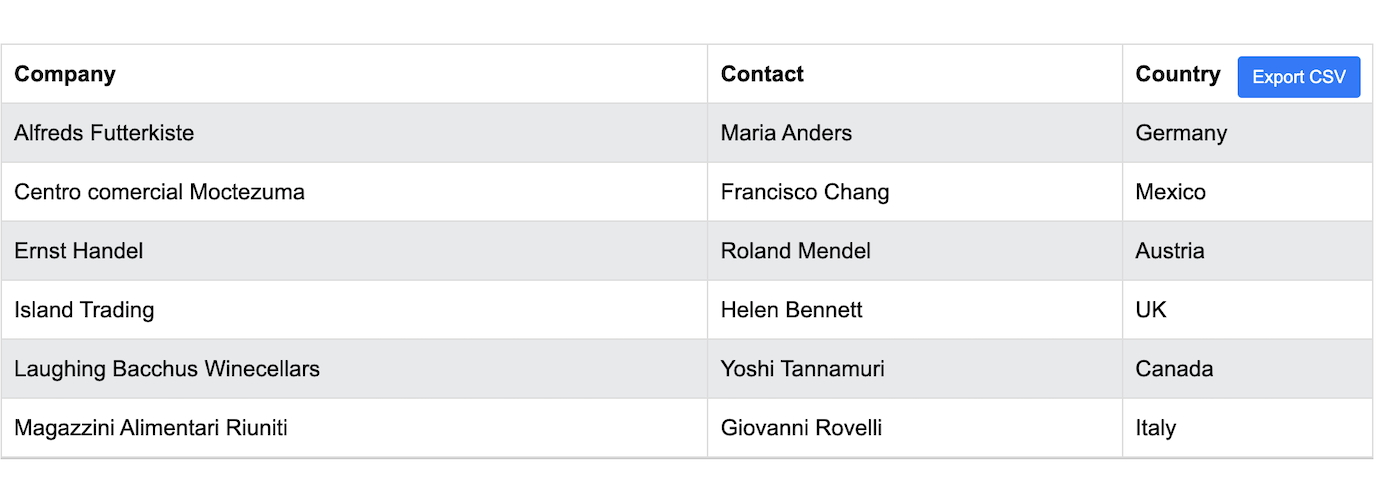 Company Contact Country Export CSV
Alfreds Futterkiste Maria Anders Germany
Centro comercial Moctezuma Francisco Chang Mexico
Ernst Handel Roland Mendel Austria
Island Trading Helen Bennett UK
Laughing Bacchus Winecellars Yoshi Tannamuri Canada
Magazzini Alimentari Riuniti Giovanni Rovelli Italy